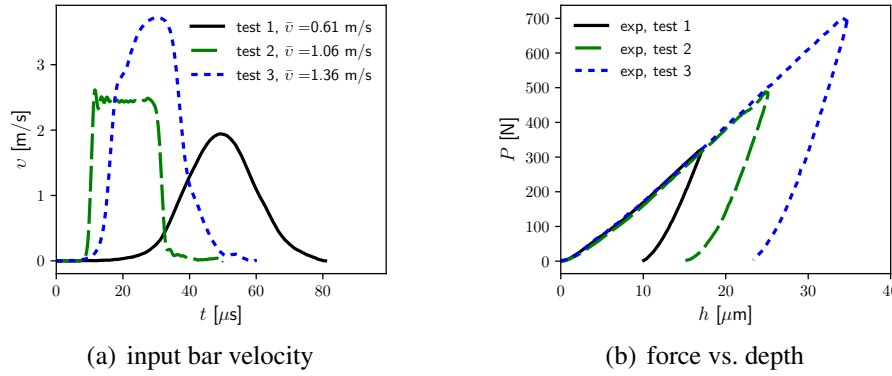 test 1, v̄ =0.61 m/s
test 2, v̄ =1.06 m/s
test 3, v̄ =1.36 m/s
3
2
1
0
v [m/s]
0 20 40 60 80
t [μs]
(a) input bar velocity
700
600
500
400
300
200
100
0
P [N]
exp, test 1
exp, test 2
exp, test 3
0 10 20 30 40
h [μm]
(b) force vs. depth